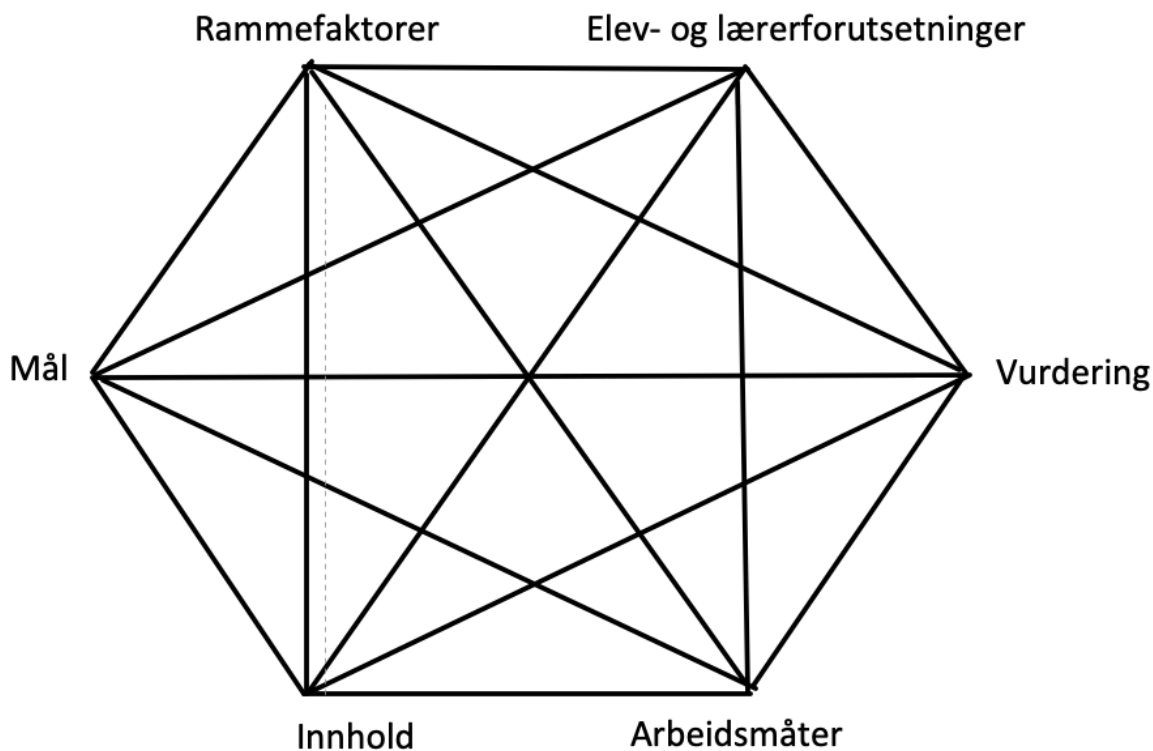 Rammefaktorer
Elev- og lærerforutsetninger
Mål
Vurdering
Innhold
Arbeidsmåter